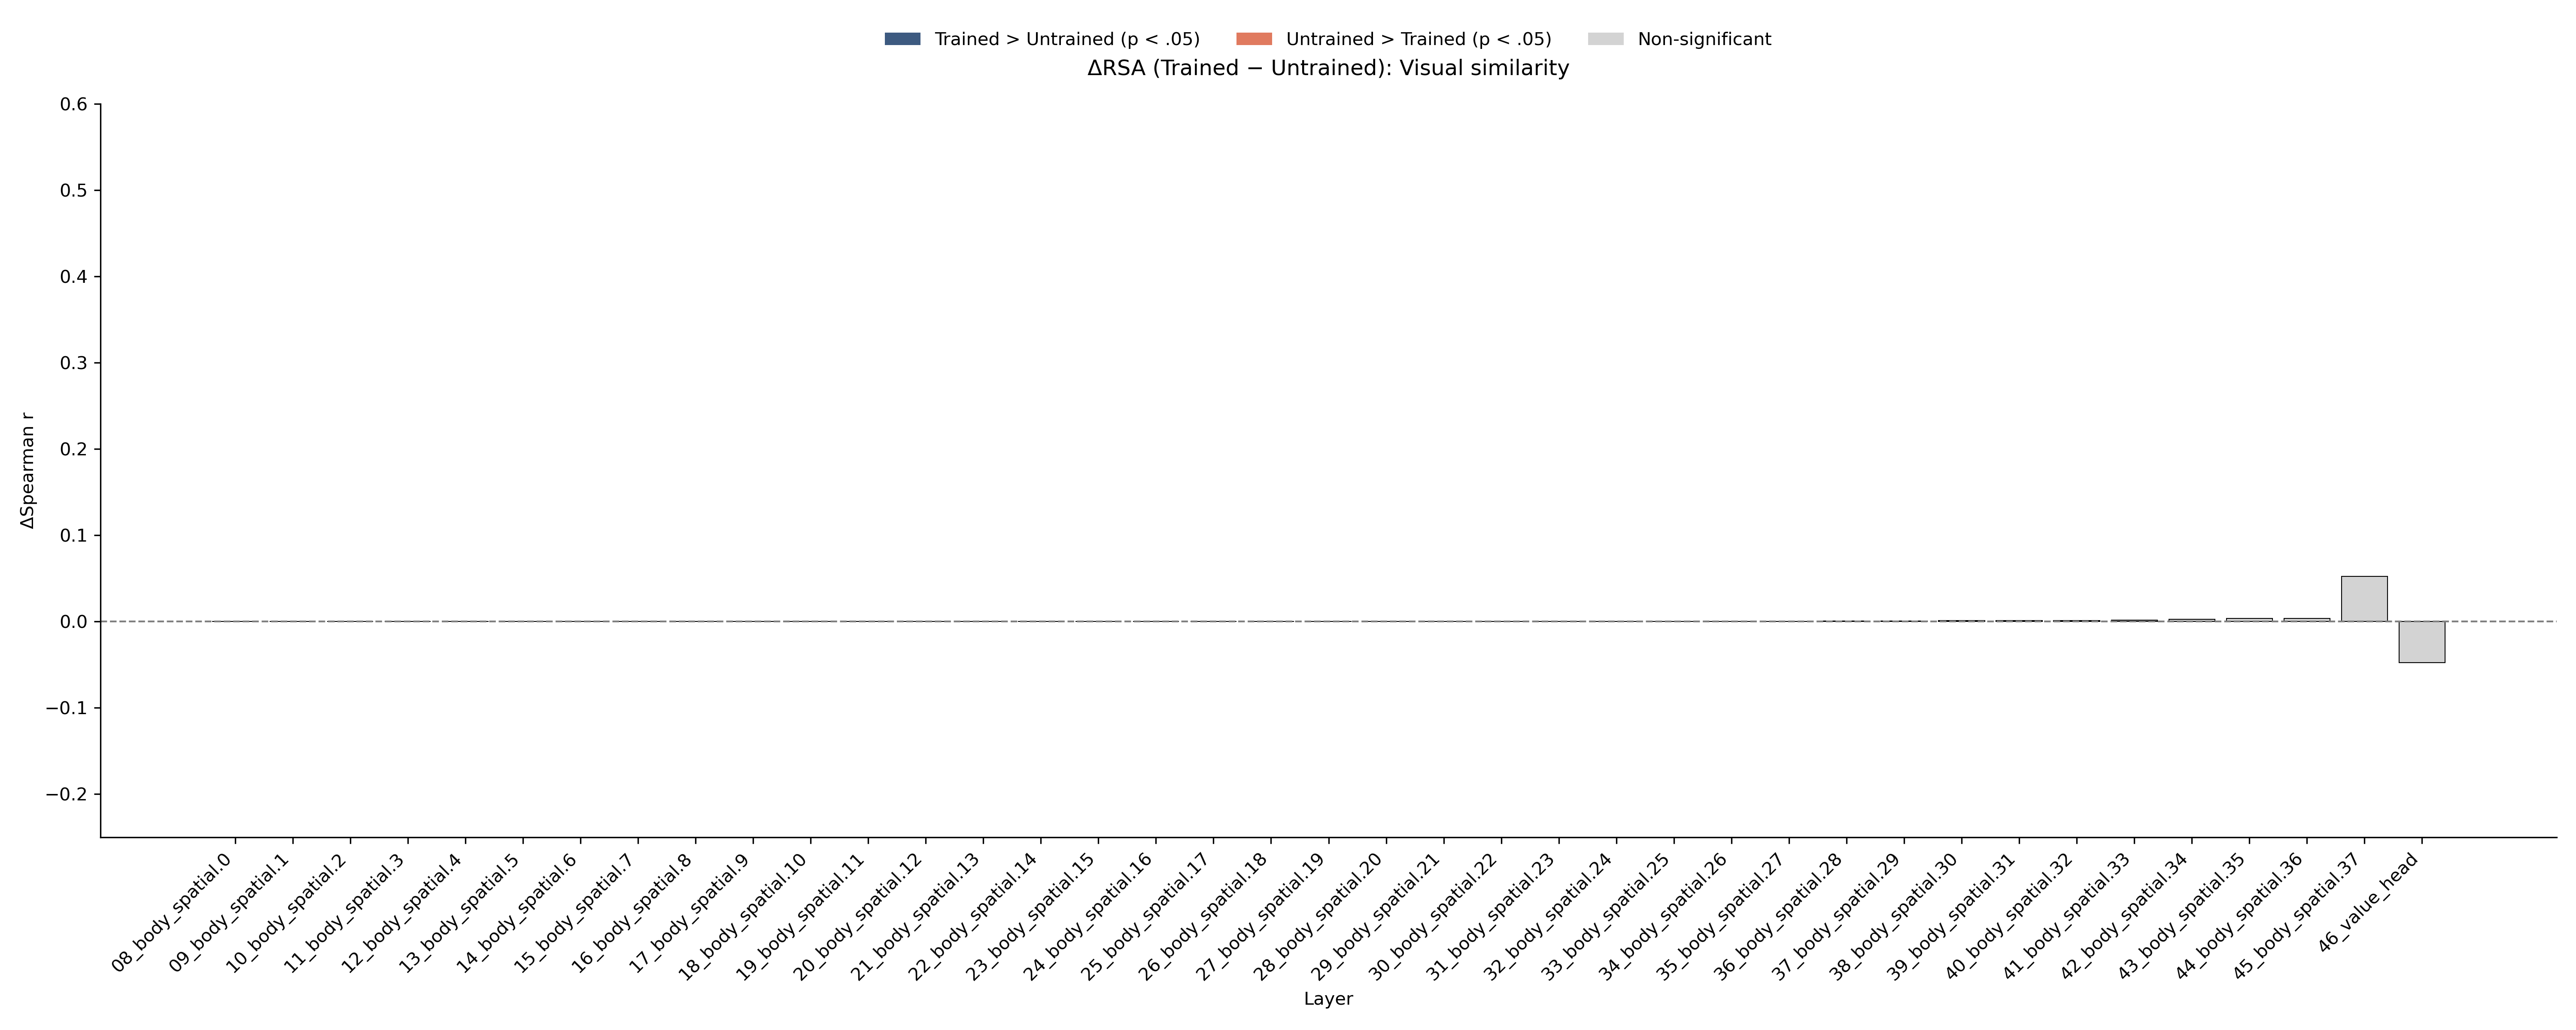 Trained > Untrained (p < .05) Untrained > Trained (p < .05) Non-significant
ΔRSA (Trained − Untrained): Visual similarity
0.6
0.5
0.4
0.3
0.2
0.1
0.0
−0.1
−0.2
ΔSpearman r
08_body_spatial.0
09_body_spatial.1
10_body_spatial.2
11_body_spatial.3
12_body_spatial.4
13_body_spatial.5
14_body_spatial.6
15_body_spatial.7
16_body_spatial.8
17_body_spatial.9
18_body_spatial.10
19_body_spatial.11
20_body_spatial.12
21_body_spatial.13
22_body_spatial.14
23_body_spatial.15
24_body_spatial.16
25_body_spatial.17
26_body_spatial.18
27_body_spatial.19
28_body_spatial.20
29_body_spatial.21
30_body_spatial.22
31_body_spatial.23
32_body_spatial.24
33_body_spatial.25
34_body_spatial.26
35_body_spatial.27
36_body_spatial.28
37_body_spatial.29
38_body_spatial.30
39_body_spatial.31
40_body_spatial.32
41_body_spatial.33
42_body_spatial.34
43_body_spatial.35
44_body_spatial.36
45_body_spatial.37
46_value_head
Layer